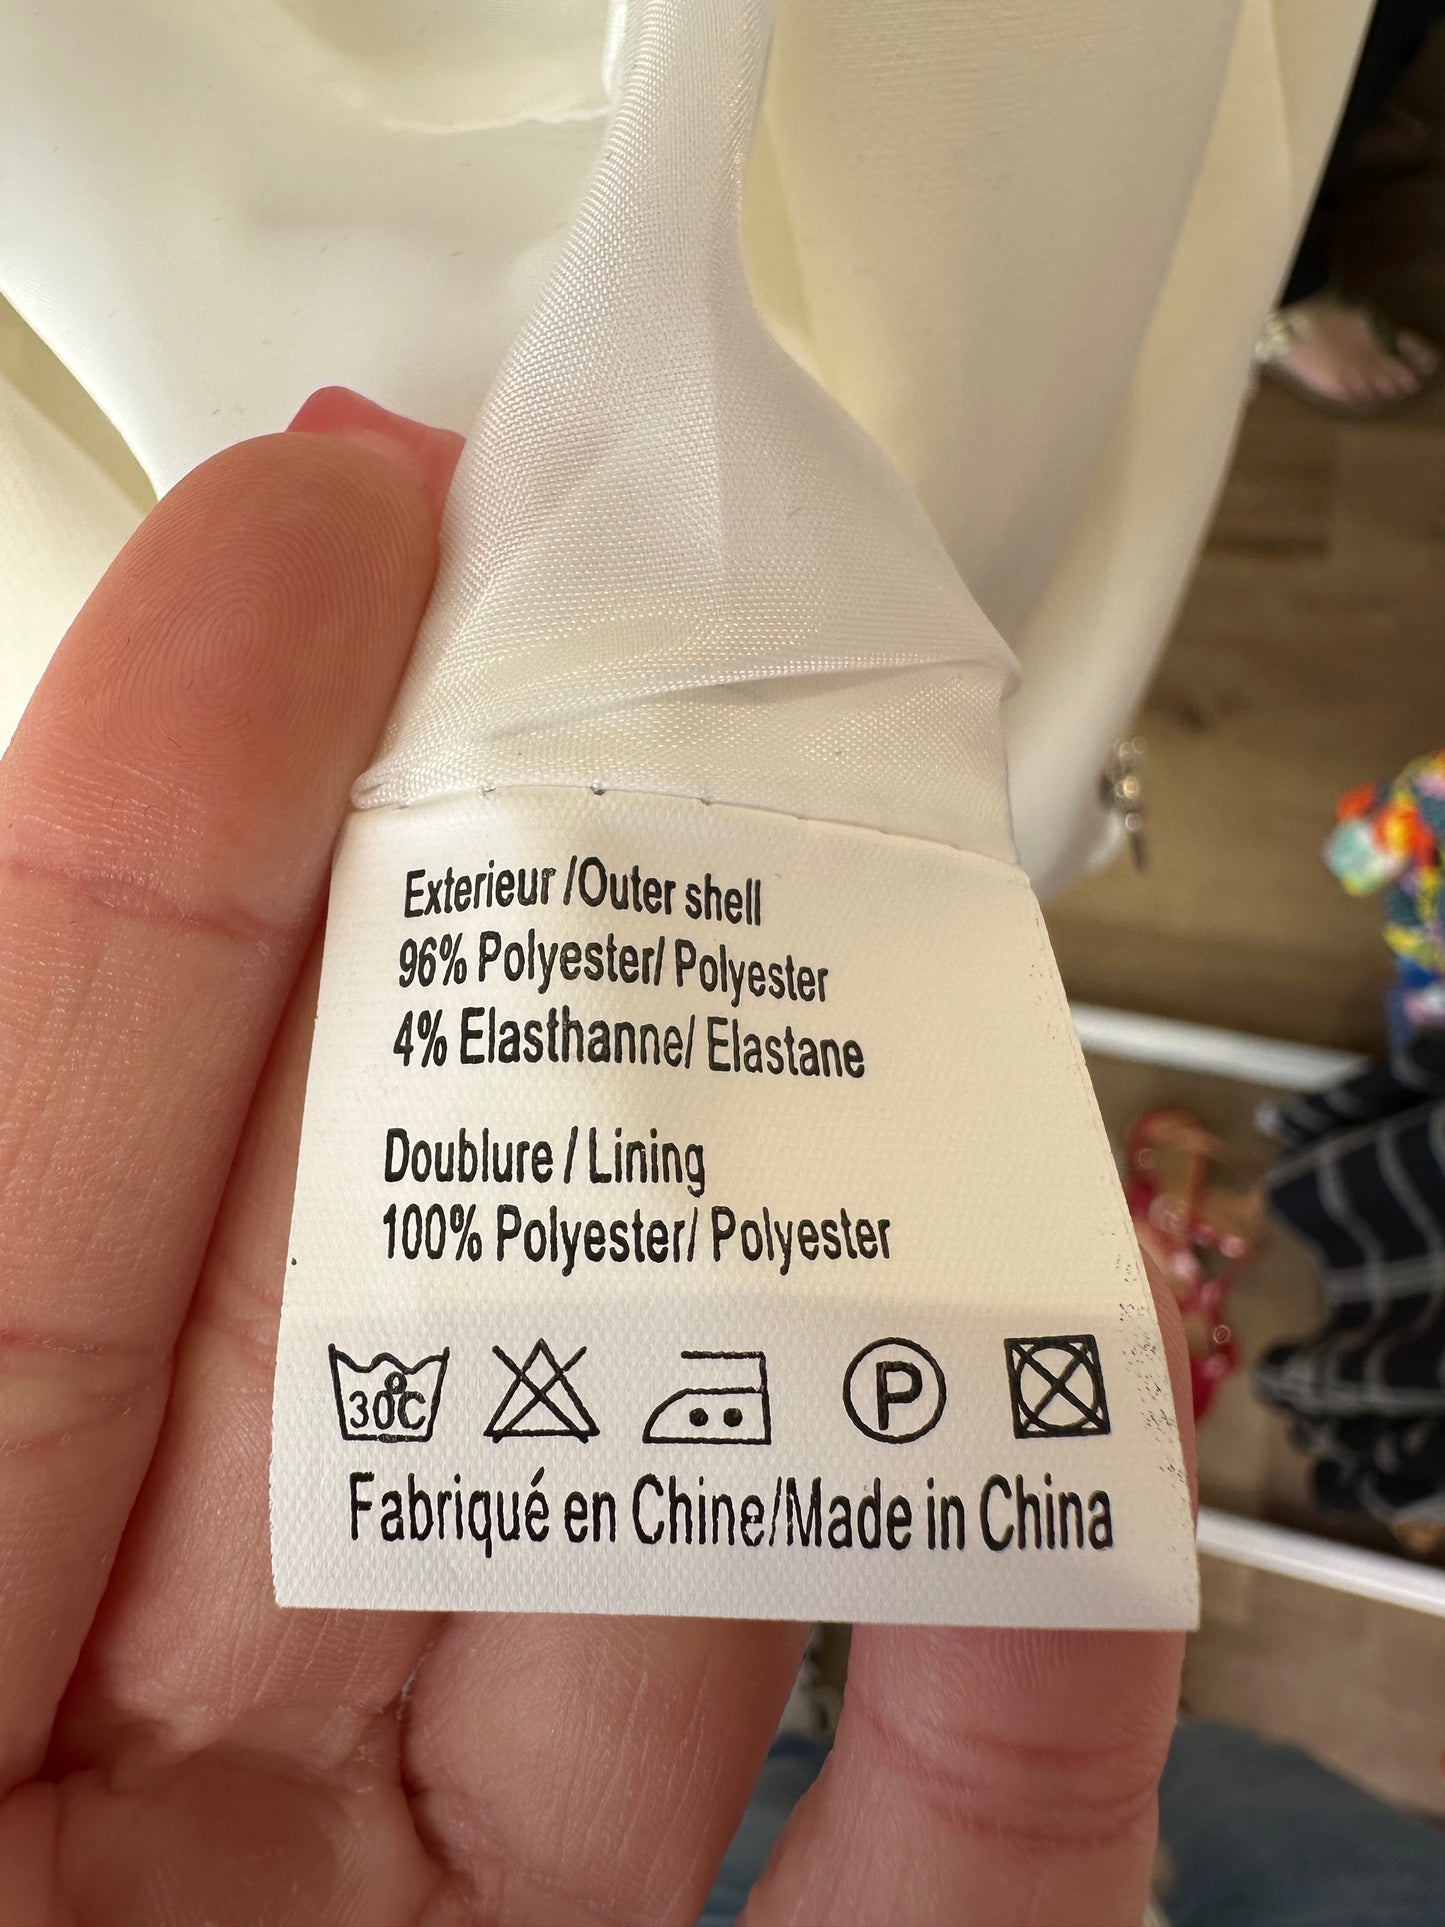 Exterieur /Outer shell
96% Polyester/ Polyester
4% Elasthanne/ Elastane
Doublure / Lining
100% Polyester/ Polyester
30°C P
Fabriqué en Chine/Made in China